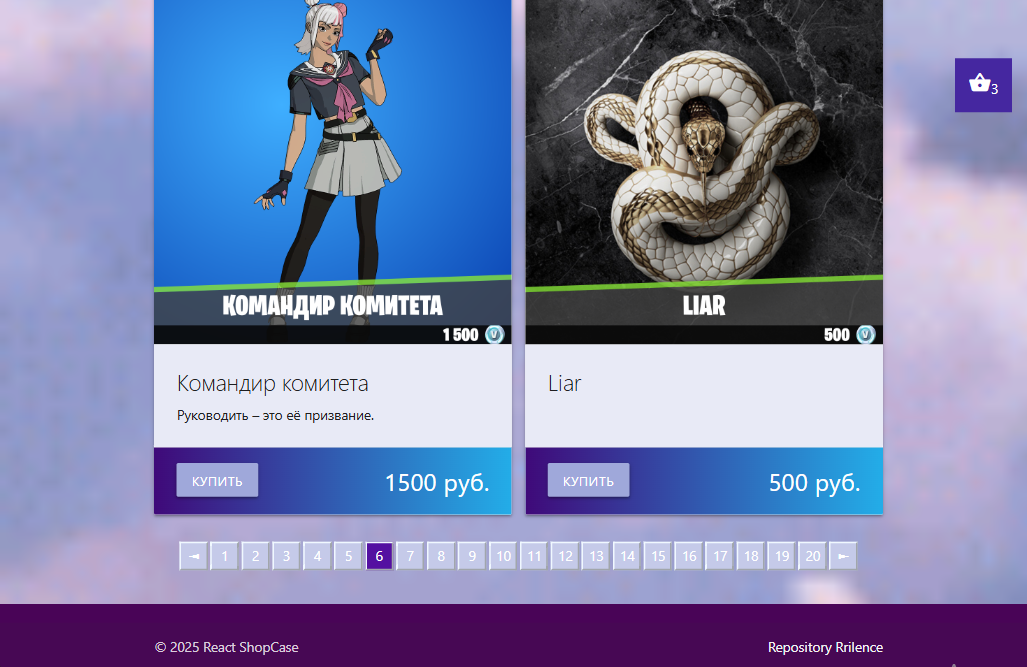 3
КОМАНДИР КОМИТЕТА
1 500 V
LIAR
500 V
Командир комитета
Руководить – это её призвание.
Liar
КУПИТЬ
1500 руб.
КУПИТЬ
500 руб.
◄ 1 2 3 4 5 6 7 8 9 10 11 12 13 14 15 16 17 18 19 20 ►
© 2025 React ShopCase
Repository Rrilence